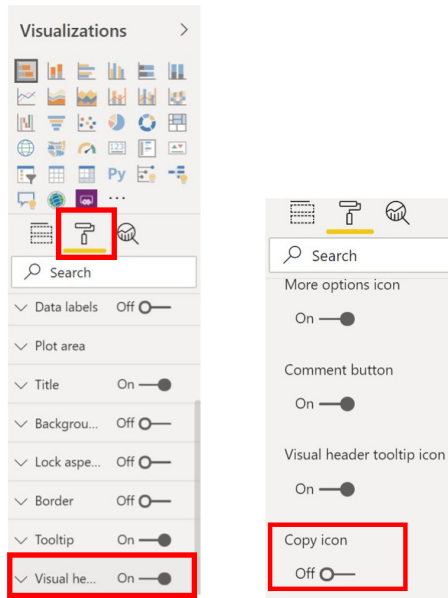 Visualizations
123
Py
Search
Data labels Off
Plot area
Title On
Backgrou... Off
Lock aspe... Off
Border Off
Tooltip On
Visual he... On
Search
More options icon
On
Comment button
On
Visual header tooltip icon
On
Copy icon
Off